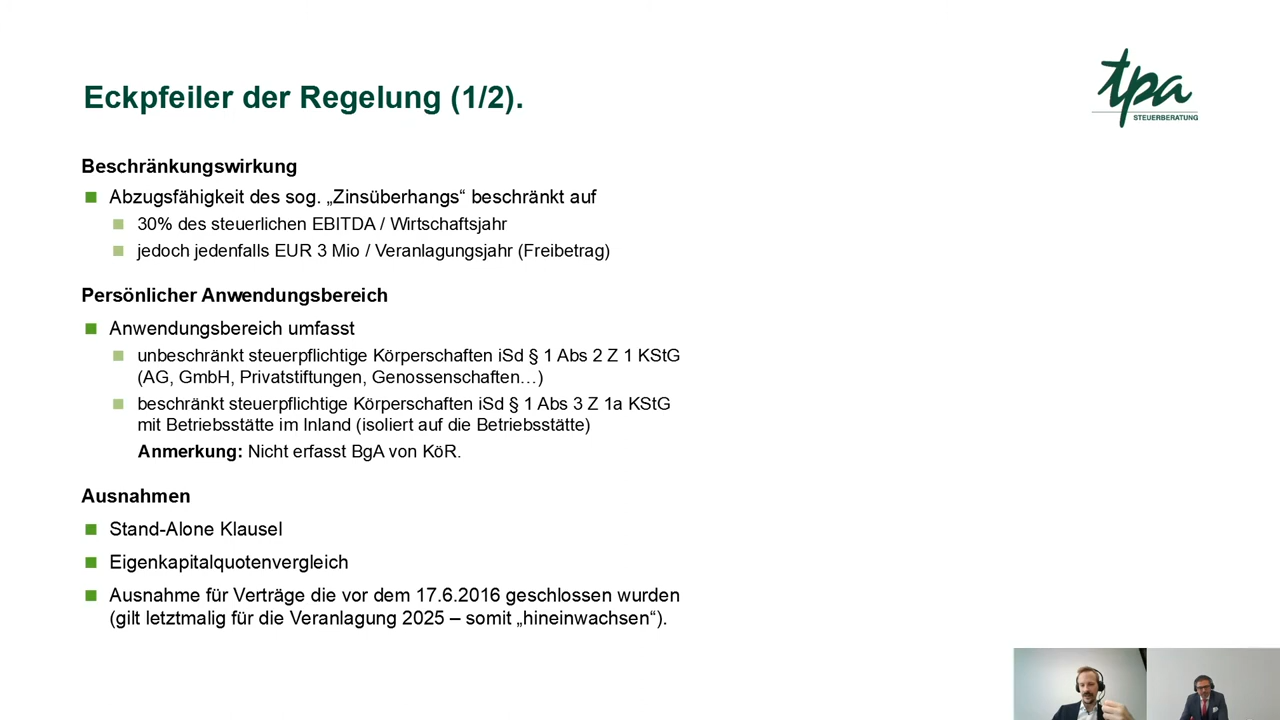 tpa
STEUERBERATUNG
Eckpfeiler der Regelung (1/2).
Beschränkungswirkung
Abzugsfähigkeit des sog. „Zinsüberhangs“ beschränkt auf
30% des steuerlichen EBITDA / Wirtschaftsjahr
jedoch jedenfalls EUR 3 Mio / Veranlagungsjahr (Freibetrag)
Persönlicher Anwendungsbereich
Anwendungsbereich umfasst
unbeschränkt steuerpflichtige Körperschaften iSd § 1 Abs 2 Z 1 KStG
(AG, GmbH, Privatstiftungen, Genossenschaften…)
beschränkt steuerpflichtige Körperschaften iSd § 1 Abs 3 Z 1a KStG
mit Betriebsstätte im Inland (isoliert auf die Betriebsstätte)
Anmerkung: Nicht erfasst BgA von KöR.
Ausnahmen
Stand-Alone Klausel
Eigenkapitalquotenvergleich
Ausnahme für Verträge die vor dem 17.6.2016 geschlossen wurden
(gilt letztmalig für die Veranlagung 2025 – somit „hineinwachsen“).